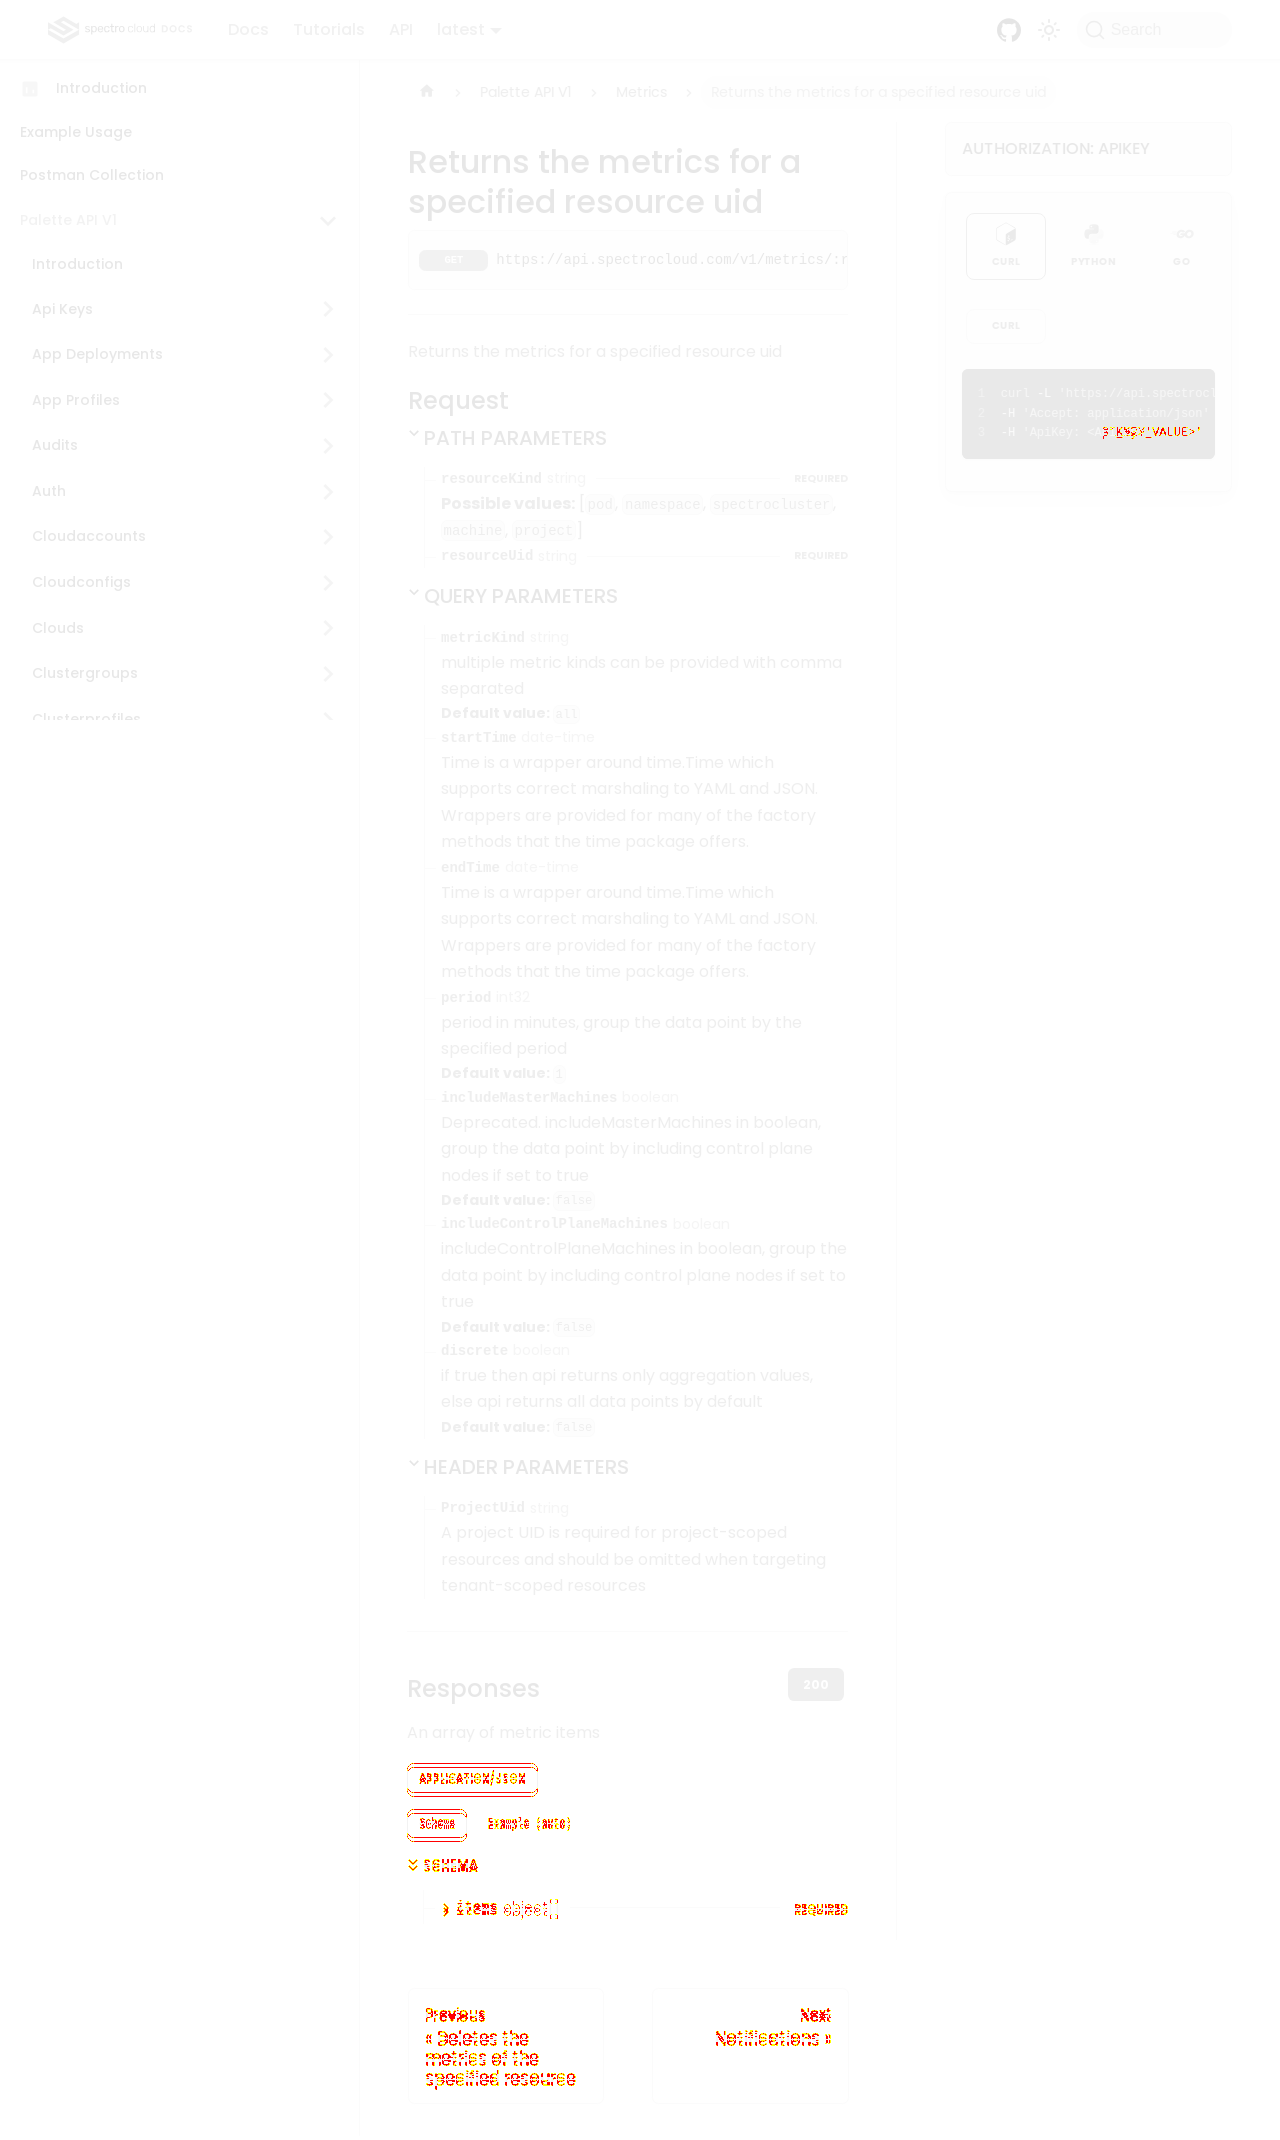 spectro cloud DOCS
Docs
Tutorials
API
latest
Search
Introduction
Example Usage
Postman Collection
Palette API V1
Introduction
Api Keys
App Deployments
App Profiles
Audits
Auth
Cloudaccounts
Cloudconfigs
Clouds
Clustergroups
Clusterprofiles
Palette API V1
Metrics
Returns the metrics for a specified resource uid
Returns the metrics for a
specified resource uid
GET https://api.spectrocloud.com/v1/metrics/:r
Returns the metrics for a specified resource uid
Request
PATH PARAMETERS
resourceKind string REQUIRED
Possible values: [pod, namespace, spectrocluster,
machine, project]
resourceUid string REQUIRED
QUERY PARAMETERS
metricKind string
multiple metric kinds can be provided with comma
separated
Default value: all
startTime date-time
Time is a wrapper around time.Time which
supports correct marshaling to YAML and JSON.
Wrappers are provided for many of the factory
methods that the time package offers.
endTime date-time
Time is a wrapper around time.Time which
supports correct marshaling to YAML and JSON.
Wrappers are provided for many of the factory
methods that the time package offers.
period int32
period in minutes, group the data point by the
specified period
Default value: 1
includeMasterMachines boolean
Deprecated. includeMasterMachines in boolean,
group the data point by including control plane
nodes if set to true
Default value: false
includeControlPlaneMachines boolean
includeControlPlaneMachines in boolean, group the
data point by including control plane nodes if set to
true
Default value: false
discrete boolean
if true then api returns only aggregation values,
else api returns all data points by default
Default value: false
HEADER PARAMETERS
ProjectUid string
A project UID is required for project-scoped
resources and should be omitted when targeting
tenant-scoped resources
Responses
200
An array of metric items
APPLICATION/JSON
Schema
Example (auto)
SCHEMA
items object[] REQUIRED
Previous
« Deletes the
metrics of the
specified resource
Next
Notifications »
AUTHORIZATION: APIKEY
CURL
PYTHON
GO
GO
CURL
1 curl -L 'https://api.spectrocl
2 -H 'Accept: application/json'
3 -H 'ApiKey: VALUE>'